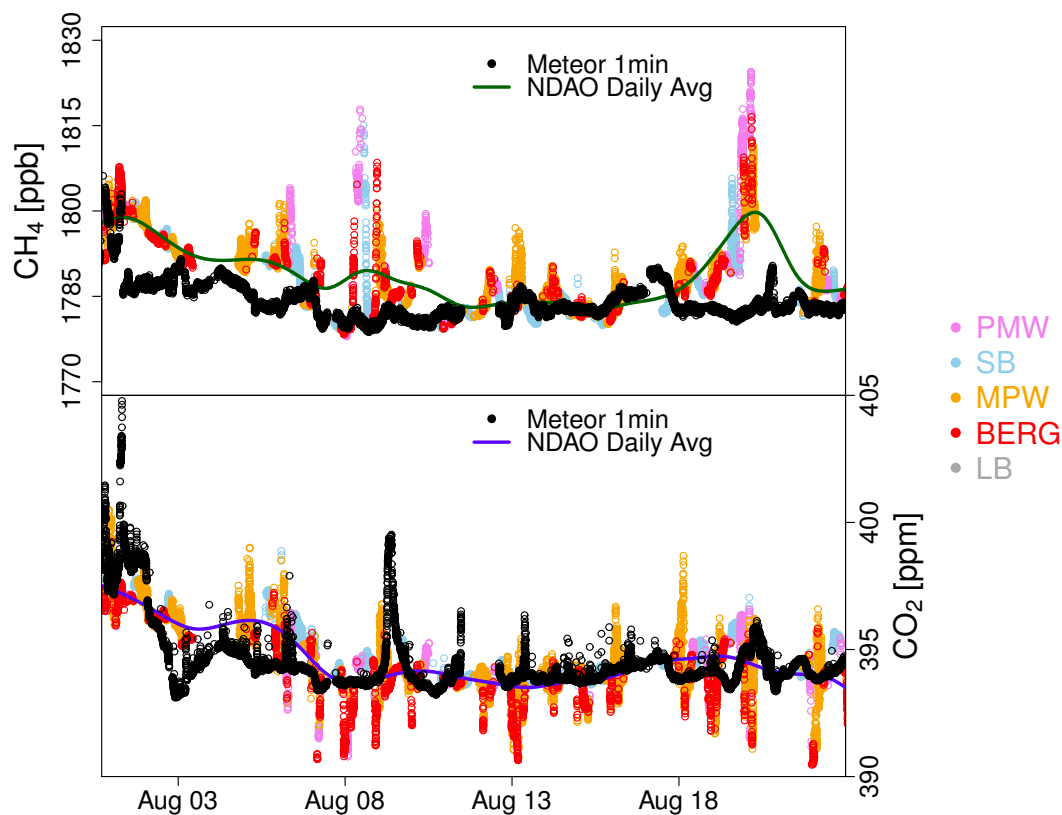 CH₄ [ppb]
1830
1815
1800
1785
1770
Meteor 1min
NDAO Daily Avg
PMW
SB
MPW
BERG
LB
Meteor 1min
NDAO Daily Avg
405
400
395
390
CO₂ [ppm]
Aug 03 Aug 08 Aug 13 Aug 18